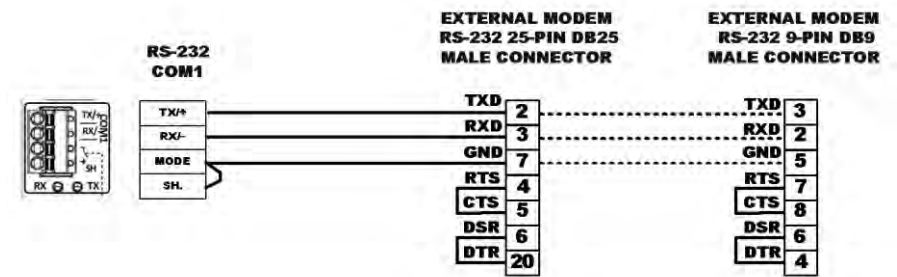 EXTERNAL MODEM
RS-232 25-PIN DB25
MALE CONNECTOR
EXTERNAL MODEM
RS-232 9-PIN DB9
MALE CONNECTOR
RS-232
COM1
TX/+
RX/-
SH
COM1
RX TX
TX/+
RX/-
MODE
SH.
TXD 2
RXD 3
GND 7
RTS 4
CTS 5
DSR 6
DTR 20
TXD 3
RXD 2
GND 5
RTS 7
CTS 8
DSR 6
DTR 4